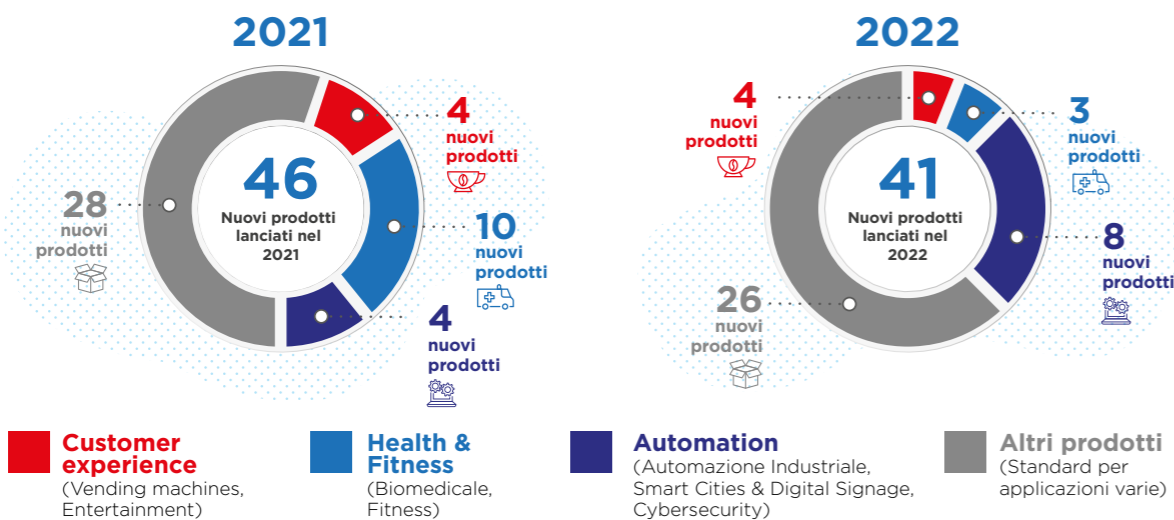 2021
4
nuovi
prodotti
46
Nuovi prodotti
lanciati nel
2021
28
nuovi
prodotti
10
nuovi
prodotti
4
nuovi
prodotti
2022
4
nuovi
prodotti
3
nuovi
prodotti
41
Nuovi prodotti
lanciati nel
2022
8
nuovi
prodotti
26
nuovi
prodotti
Customer
experience
(Vending machines,
Entertainment)
Health &
Fitness
(Biomedicale,
Fitness)
Automation
(Automazione Industriale,
Smart Cities & Digital Signage,
Cybersecurity)
Altri prodotti
(Standard per
applicazioni varie)